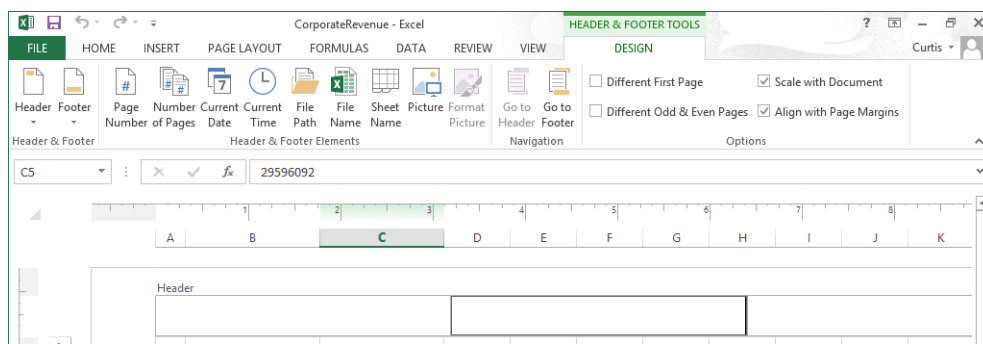 CorporateRevenue - Excel
HEADER & FOOTER TOOLS
?
FILE HOME INSERT PAGE LAYOUT FORMULAS DATA REVIEW VIEW DESIGN Curtis
Header Footer Page Number Number of Pages Current Date Current Time File Path File Name Sheet Name Picture Format Picture Go to Header Go to Footer
Different First Page Scale with Document
Different Odd & Even Pages Align with Page Margins
Header & Footer Header & Footer Elements Navigation Options
C5 fx 29596092
1 2 3 4 5 6 7 8
A B C D E F G H I J K
Header